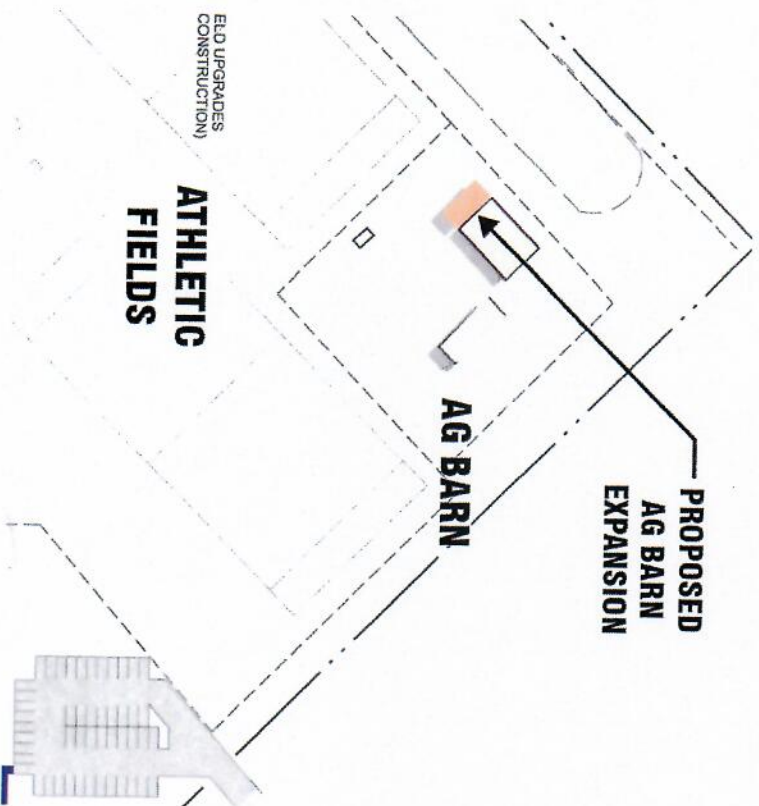 PROPOSED
AG BARN
EXPANSION
AG BARN
ATHLETIC
FIELDS
ELD UPGRADES
CONSTRUCTION)